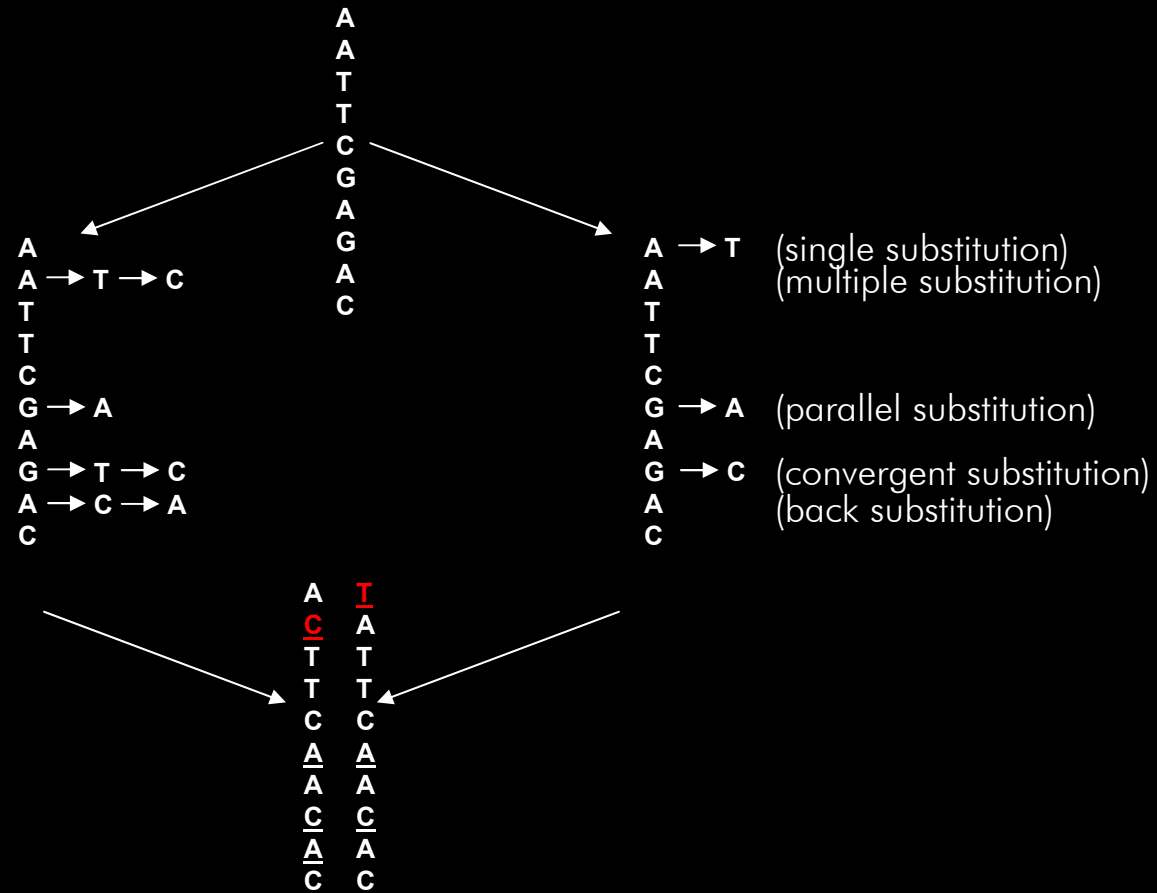 A
A
T
T
C
G
A
G
A
C
A
A → T → C
T
T
C
G → A
A
G → T → C
A → C → A
C
A → T (single substitution)
A (multiple substitution)
T
T
C
G → A (parallel substitution)
A
G → C (convergent substitution)
A (back substitution)
C
A T
C A
T T
T T
C C
A A
A A
C C
A A
C C